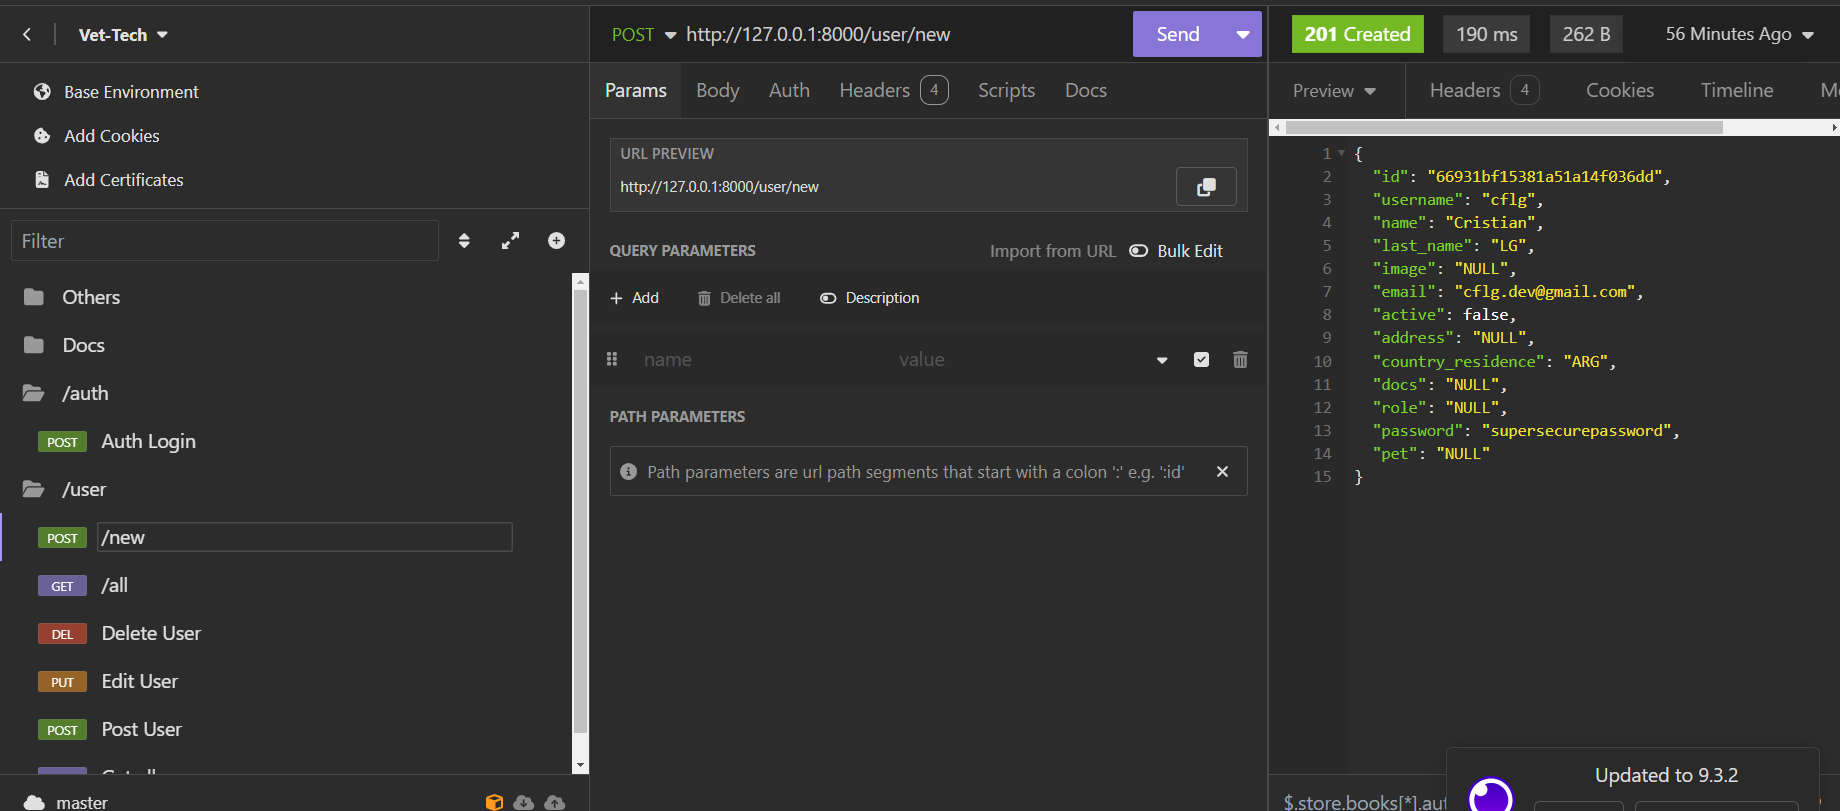 Vet-Tech
Base Environment
Add Cookies
Add Certificates
Filter
Others
Docs
/auth
POST Auth Login
/user
POST /new
GET /all
DEL Delete User
PUT Edit User
POST Post User
master
POST http://127.0.0.1:8000/user/new Send
Params Body Auth Headers 4 Scripts Docs
URL PREVIEW
http://127.0.0.1:8000/user/new
QUERY PARAMETERS Import from URL Bulk Edit
Add Delete all Description
name value
PATH PARAMETERS
Path parameters are url path segments that start with a colon ':' e.g. ':id'
201 Created 190 ms 262 B 56 Minutes Ago
Preview Headers 4 Cookies Timeline
1 {
2 "id": "66931bf15381a51a14f036dd",
3 "username": "cflg",
4 "name": "Cristian",
5 "last_name": "LG",
6 "image": "NULL",
7 "email": "cflg.dev@gmail.com",
8 "active": false,
9 "address": "NULL",
10 "country_residence": "ARG",
11 "docs": "NULL",
12 "role": "NULL",
13 "password": "supersecurepassword",
14 "pet": "NULL"
15 }
Updated to 9.3.2
$.store.books[*].aut